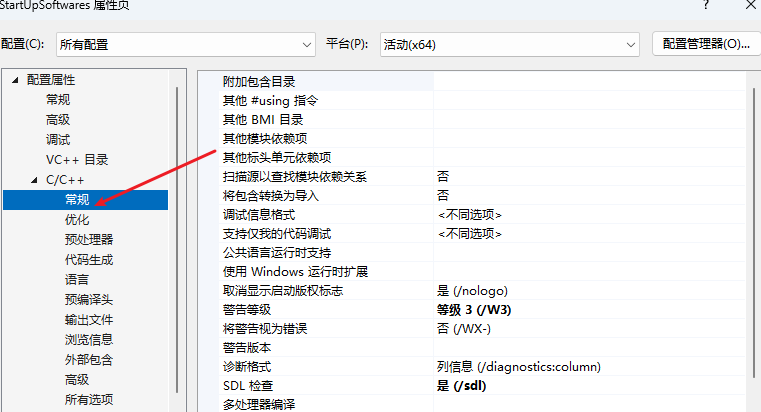 StartUpSoftwares 属性页 ? ×
配置(C): 所有配置 平台(P): 活动(x64) 配置管理器(O)...
配置属性
常规
高级
调试
VC++ 目录
C/C++
常规
优化
预处理器
代码生成
语言
预编译头
输出文件
浏览信息
外部包含
高级
所有选项
附加包含目录
其他 #using 指令
其他 BMI 目录
其他模块依赖项
其他标头单元依赖项
扫描源以查找模块依赖关系 否
将包含转换为导入 否
调试信息格式 <不同选项>
支持仅我的代码调试 <不同选项>
公共语言运行时支持
使用 Windows 运行时扩展
取消显示启动版权标志 是 (/nologo)
警告等级 等级 3 (/W3)
将警告视为错误 否 (/WX-)
警告版本
诊断格式 列信息 (/diagnostics:column)
SDL 检查 是 (/sdl)
多处理器编译